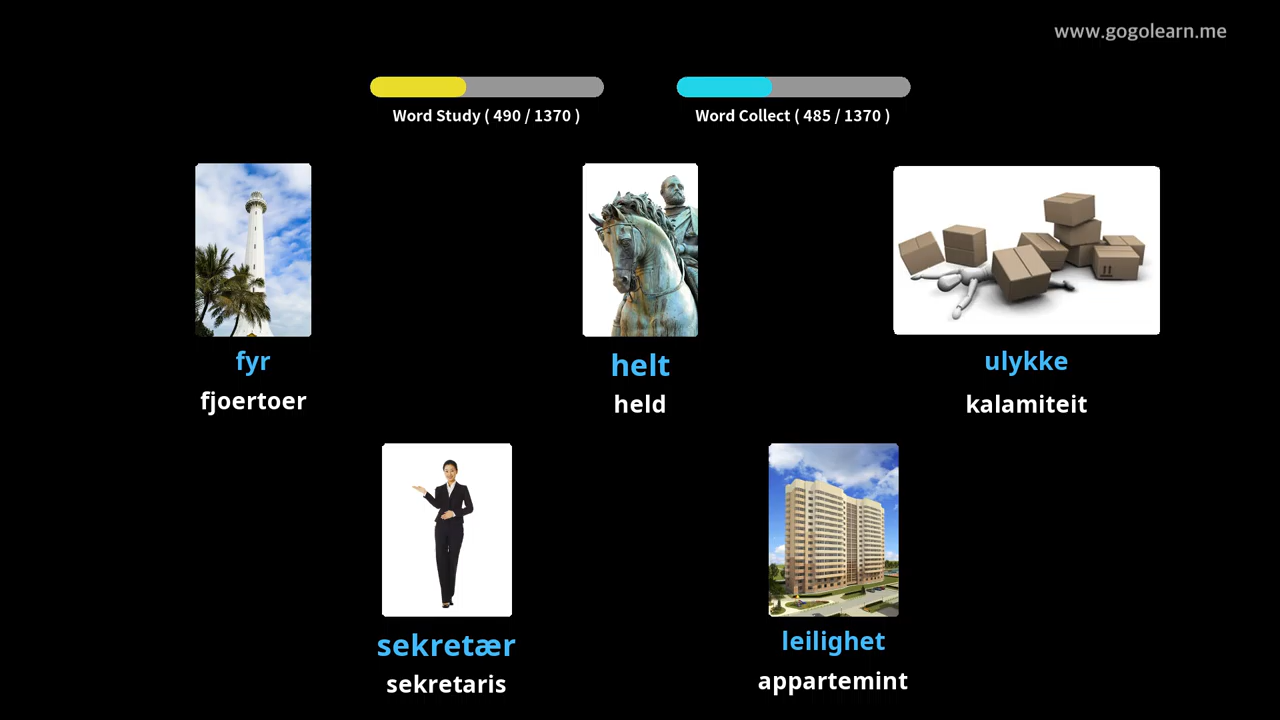 www.gogolearn.me
Word Study ( 490 / 1370 )
Word Collect ( 485 / 1370 )
fyr
fjoertoer
helt
held
ulykke
kalamiteit
sekretær
sekretaris
leilighet
appartemint